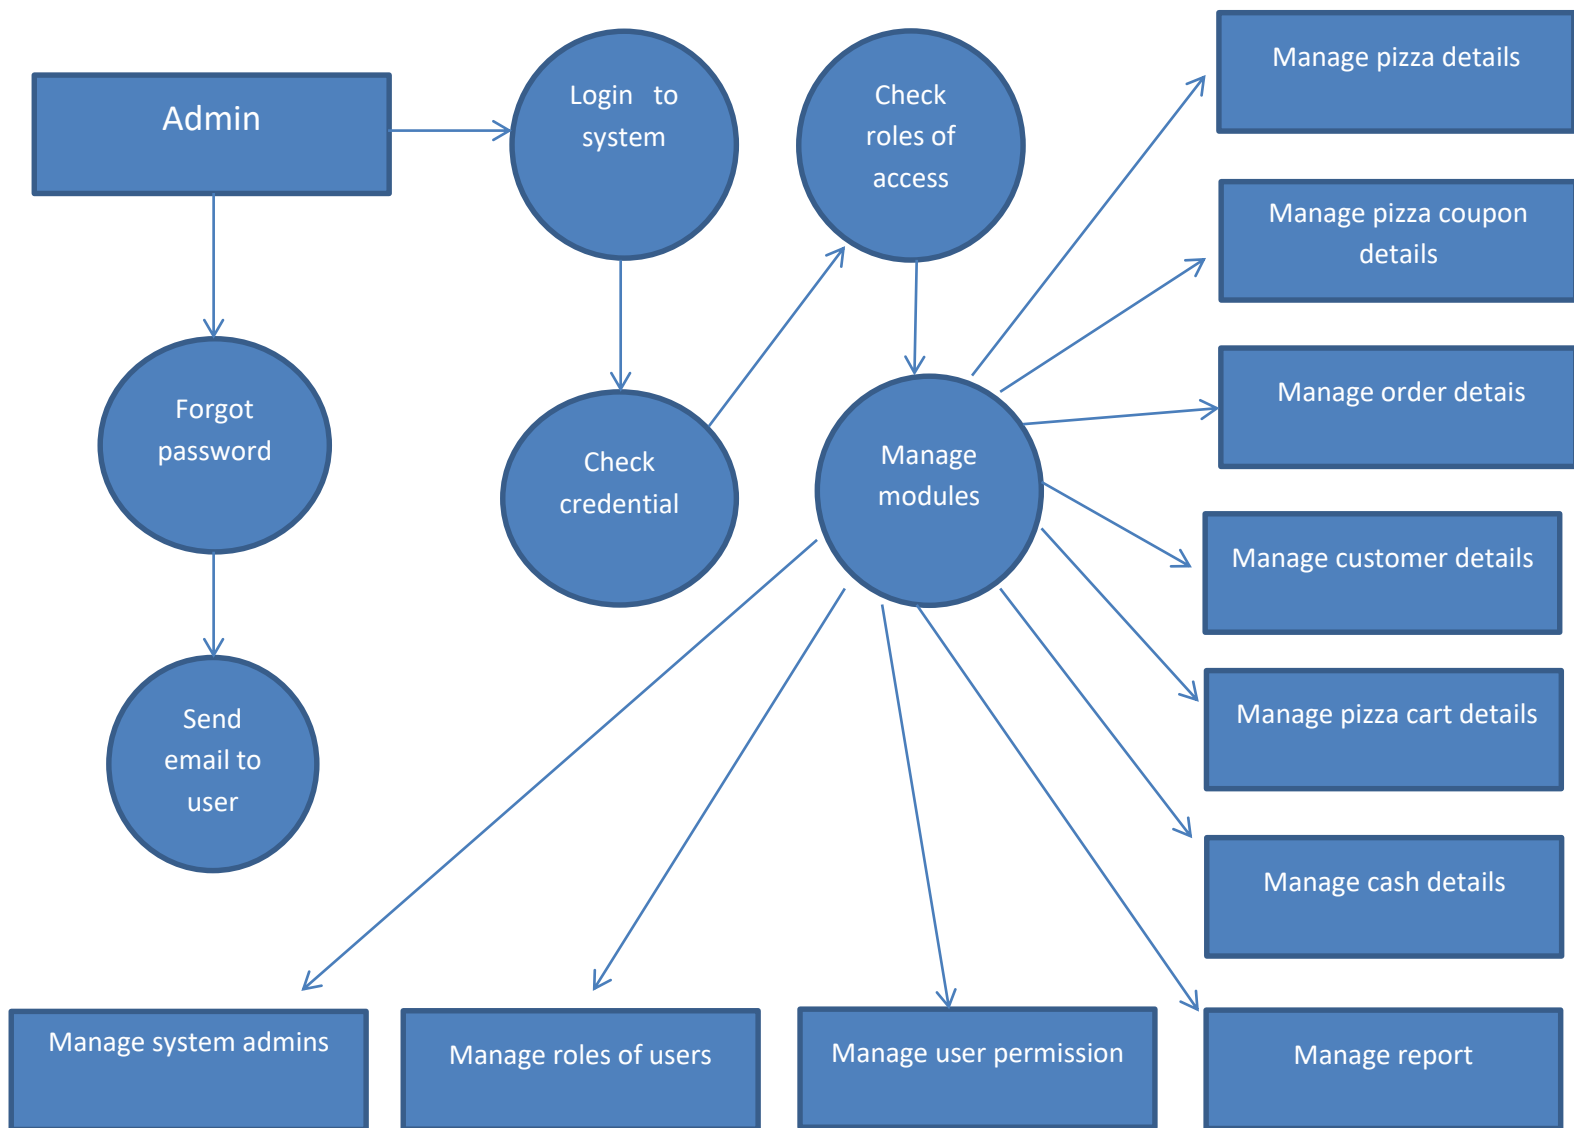 Admin
Login to
system
Check
roles of
access
Manage pizza details
Manage pizza coupon
details
Manage order detais
Forgot
password
Check
credential
Manage
modules
Manage customer details
Send
email to
user
Manage pizza cart details
Manage cash details
Manage system admins
Manage roles of users
Manage user permission
Manage report